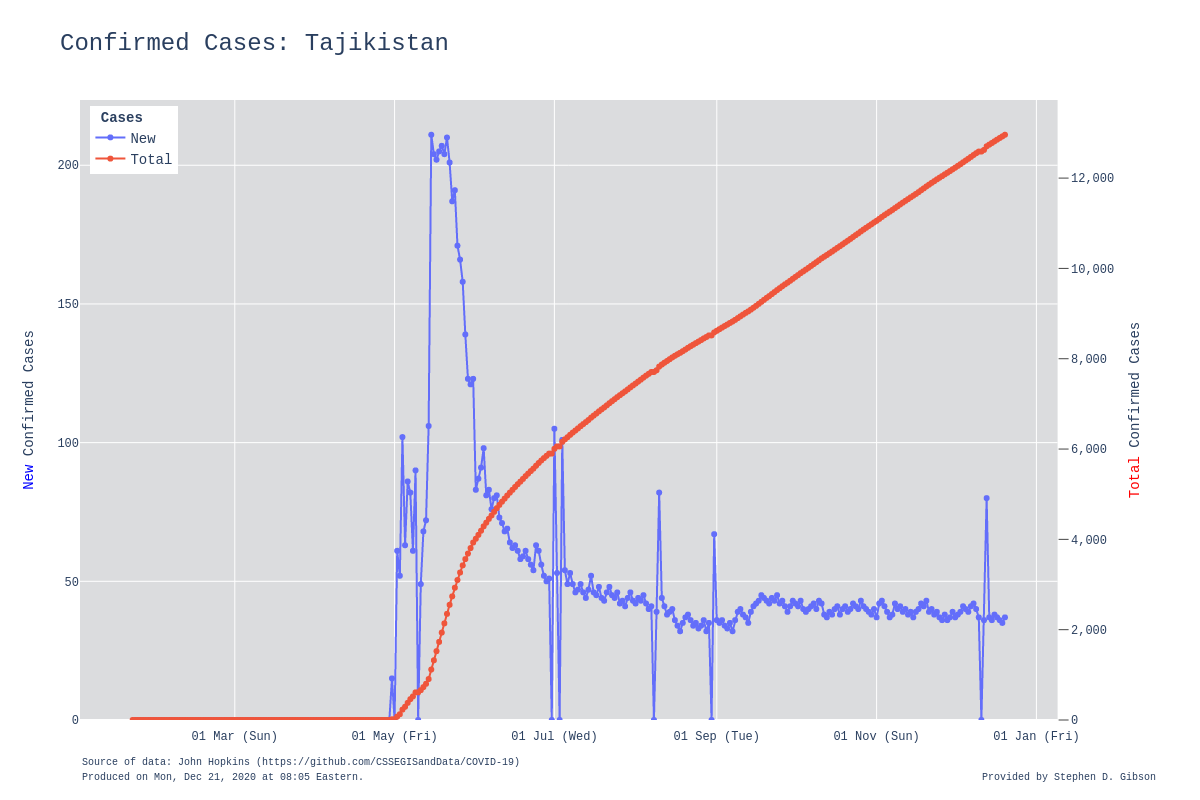 Confirmed Cases: Tajikistan
Cases
New
Total
200
150
100
50
0
12,000
10,000
8,000
6,000
4,000
2,000
0
New Confirmed Cases
Total Confirmed Cases
01 Mar (Sun)
01 May (Fri)
01 Jul (Wed)
01 Sep (Tue)
01 Nov (Sun)
01 Jan (Fri)
Source of data: John Hopkins (https://github.com/CSSEGISandData/COVID-19)
Produced on Mon, Dec 21, 2020 at 08:05 Eastern.
Provided by Stephen D. Gibson